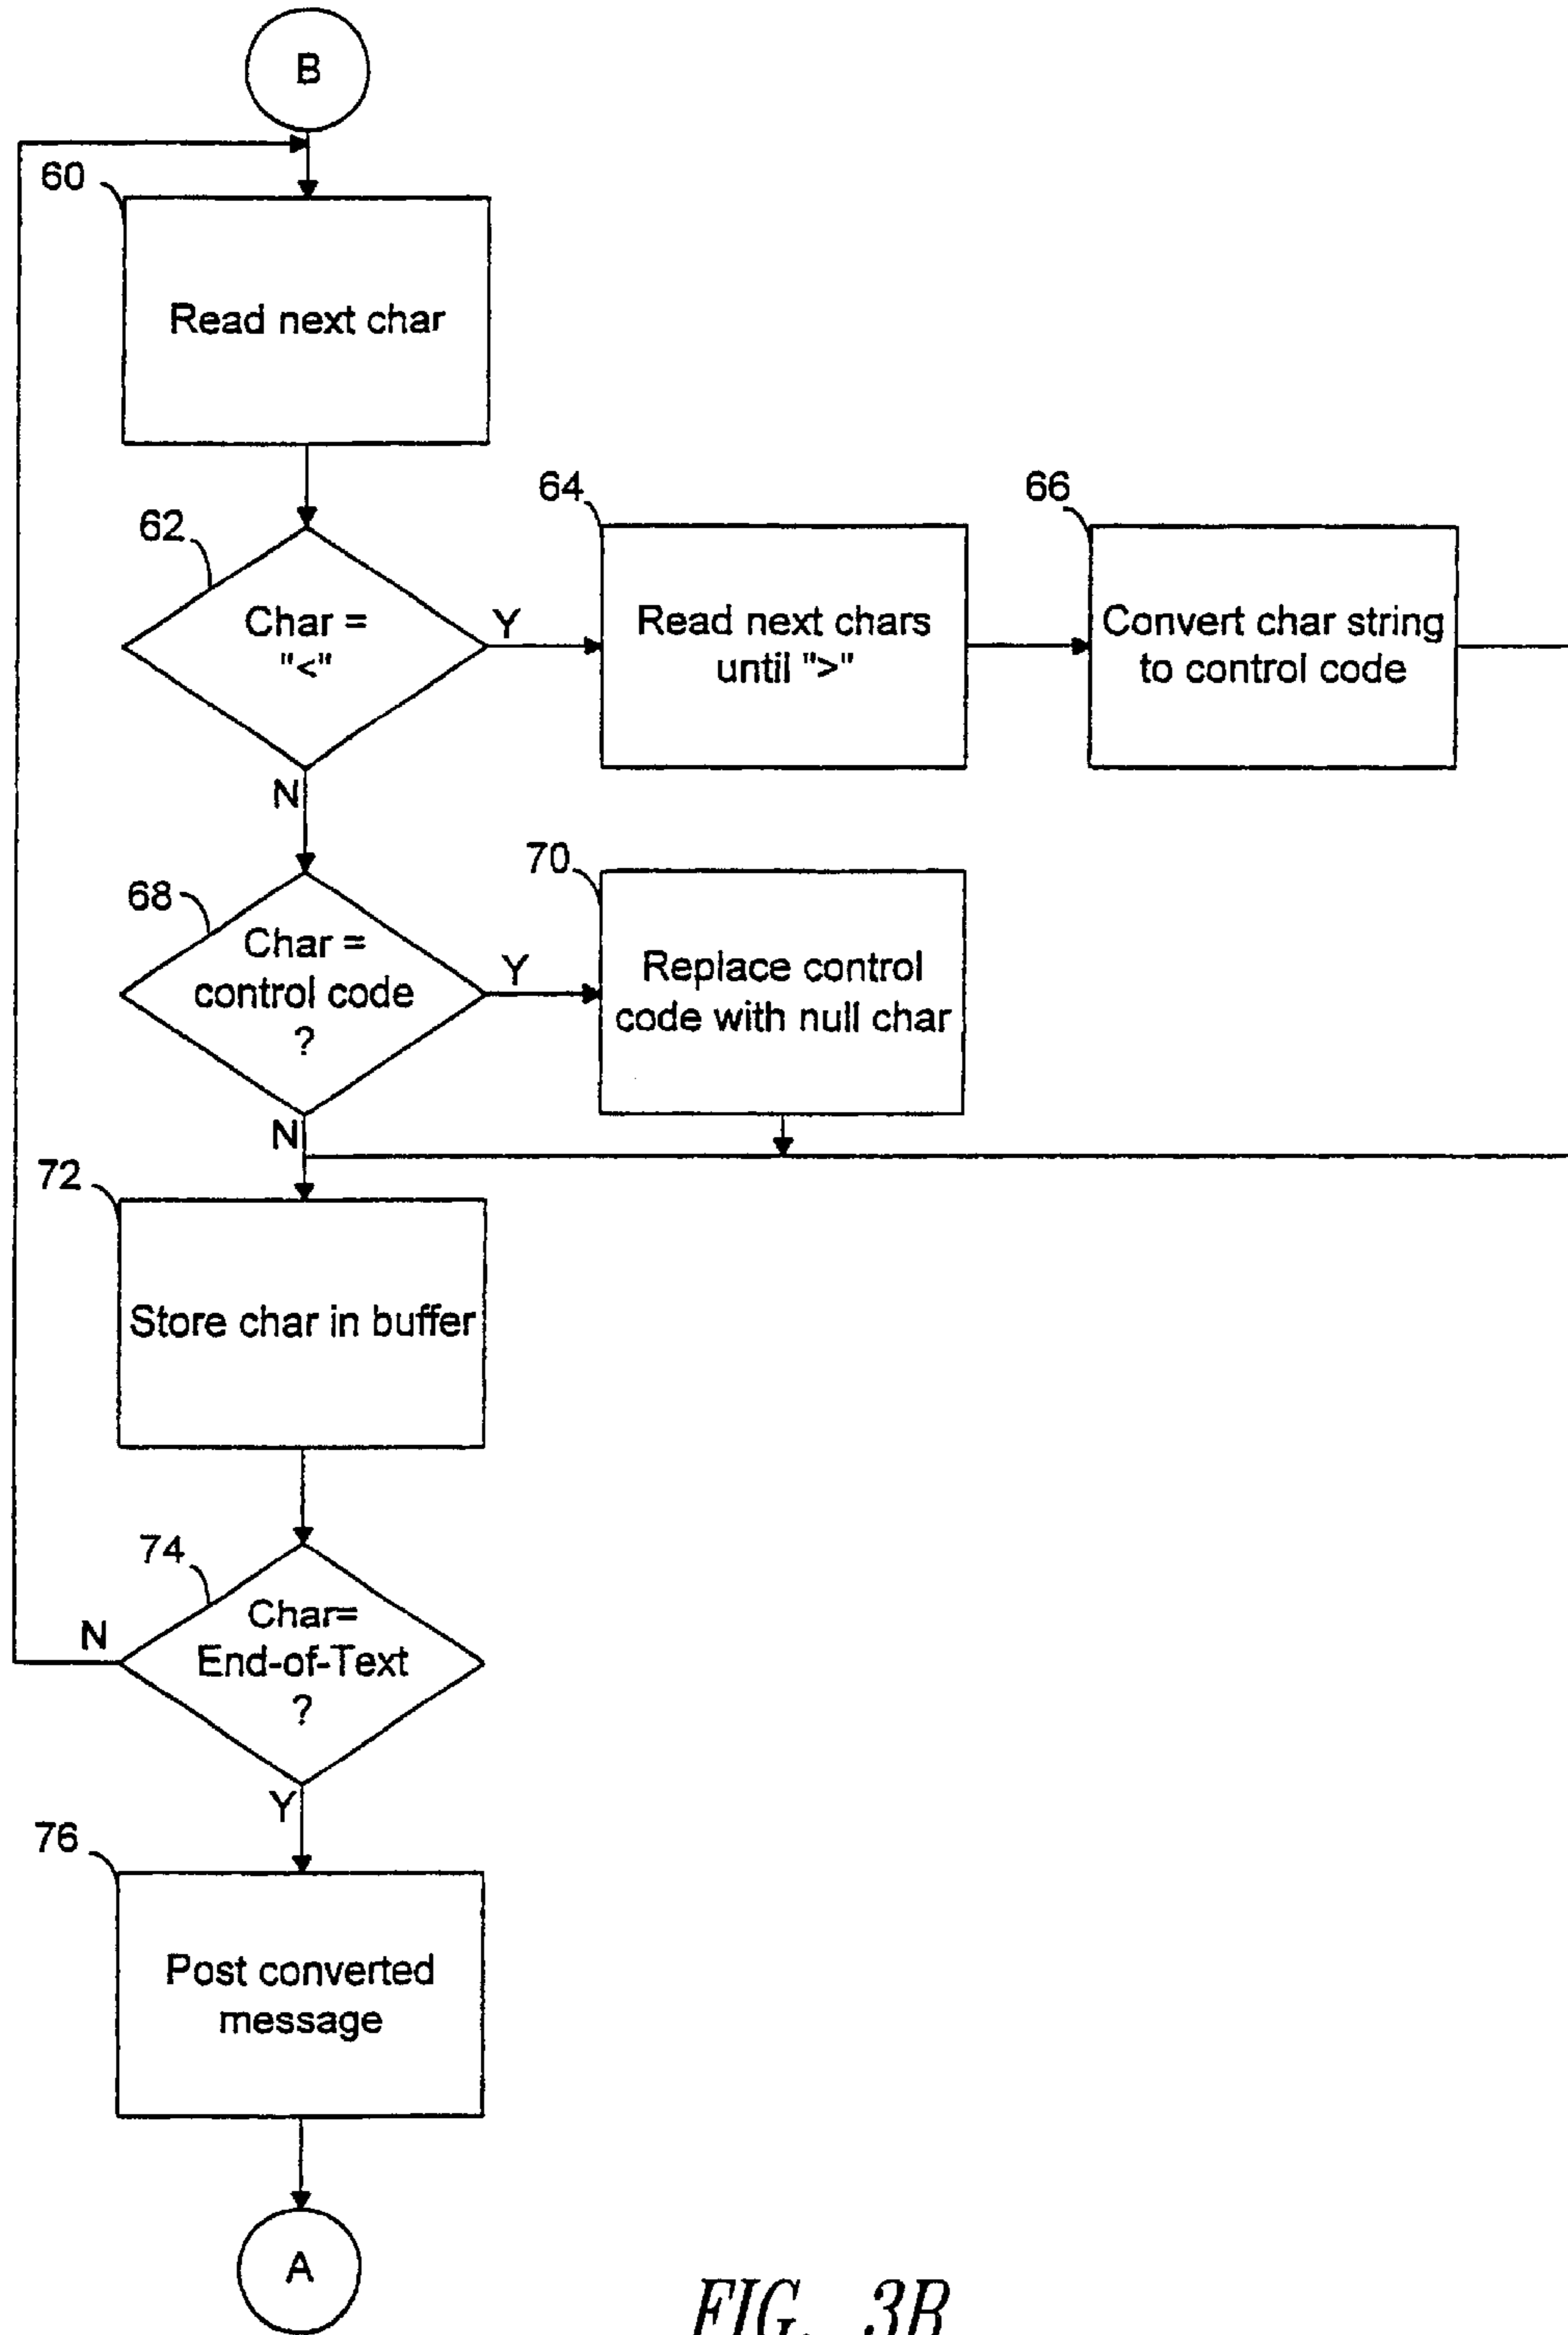 B
60
Read next char
62
Char =
"<"
Y
N
64
Read next chars
until ">"
66
Convert char string
to control code
68
Char =
control code
?
Y
N
70
Replace control
code with null char
72
Store char in buffer
74
Char=
End-of-Text
?
N
Y
76
Post converted
message
A
FIG. 3B